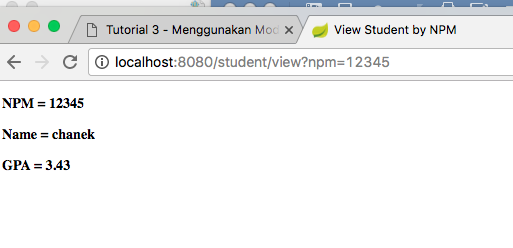 Tutorial 3 - Menggunakan Mod
View Student by NPM
localhost:8080/student/view?npm=12345
NPM = 12345
Name = chanek
GPA = 3.43